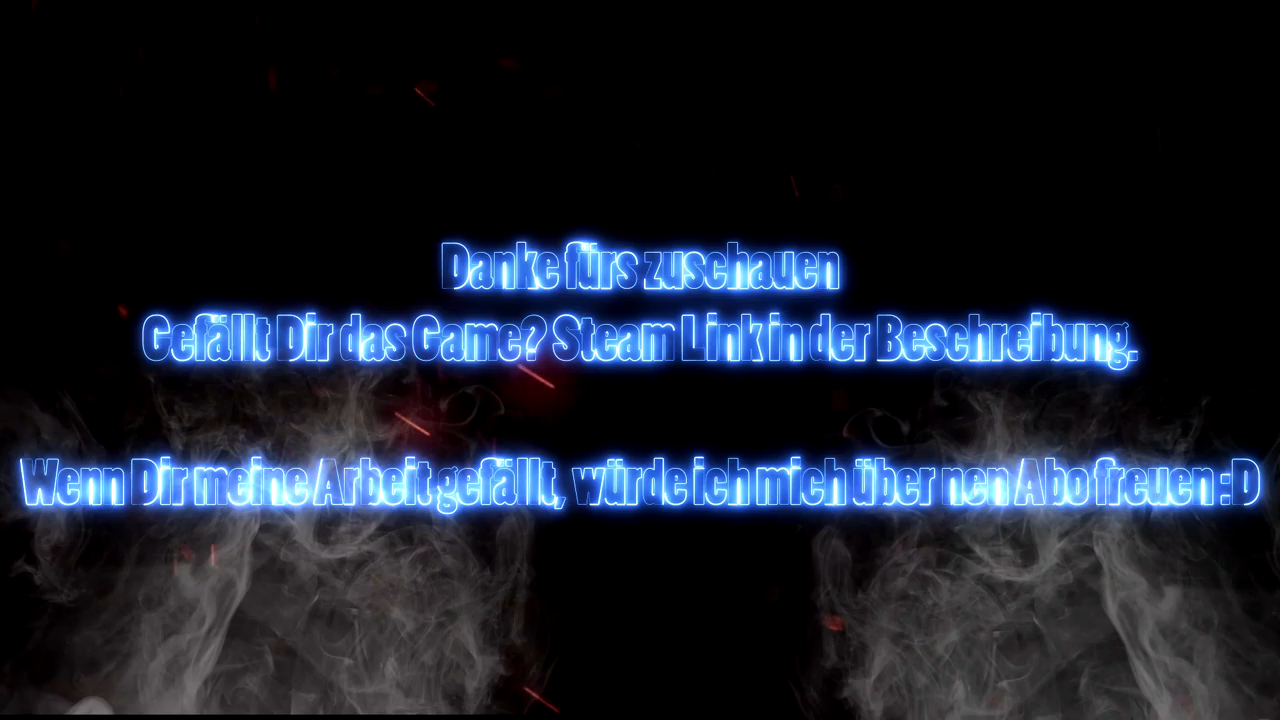 Danke fürs zuschauen
Gefällt Dir das Game? Steam Link in der Beschreibung.
Wenn Dir meine Arbeit gefällt, würde ich mich über nen Abo freuen :D